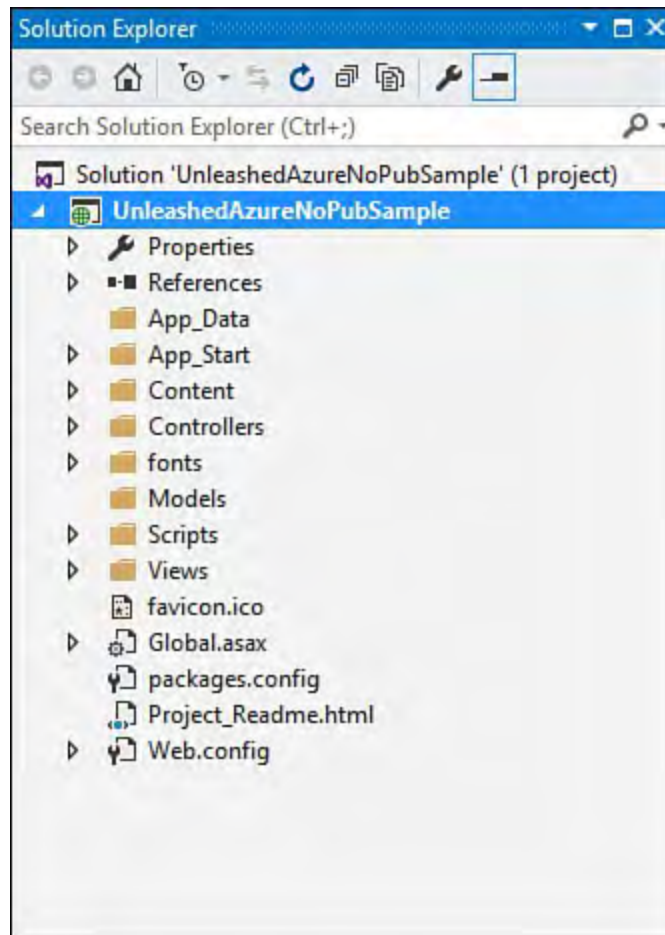 Solution Explorer
Search Solution Explorer (Ctrl+;)
Solution 'UnleashedAzureNoPubSample' (1 project)
UnleashedAzureNoPubSample
Properties
References
App_Data
App_Start
Content
Controllers
fonts
Models
Scripts
Views
favicon.ico
Global.asax
packages.config
Project_Readme.html
Web.config